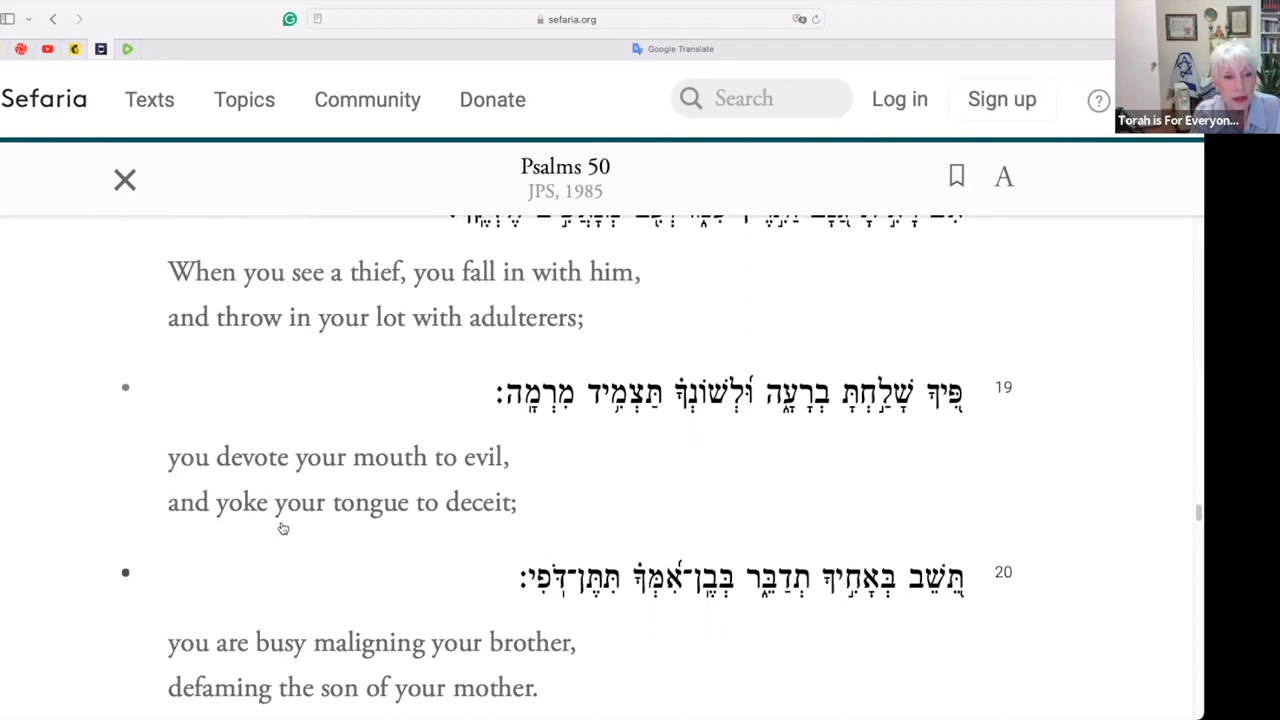 sefaria.org
Google Translate
Sefaria Texts Topics Community Donate Search Log in Sign up
Torah is For Everyon...
Psalms 50
JPS, 1985
When you see a thief, you fall in with him,
and throw in your lot with adulterers;
פִּ֭יךָ שָׁלַ֣חְתָּ בְרָעָ֑ה וּ֝לְשׁוֹנְךָ֗ תַּצְמִ֥יד מִרְמָֽה׃ 19
you devote your mouth to evil,
and yoke your tongue to deceit;
תֵּ֭שֵׁב בְּאָחִ֣יךָ תְדַבֵּ֑ר בְּבֶֽן־אִ֝מְּךָ֗ תִּתֶּן־דֹּֽפִי׃ 20
you are busy maligning your brother,
defaming the son of your mother.